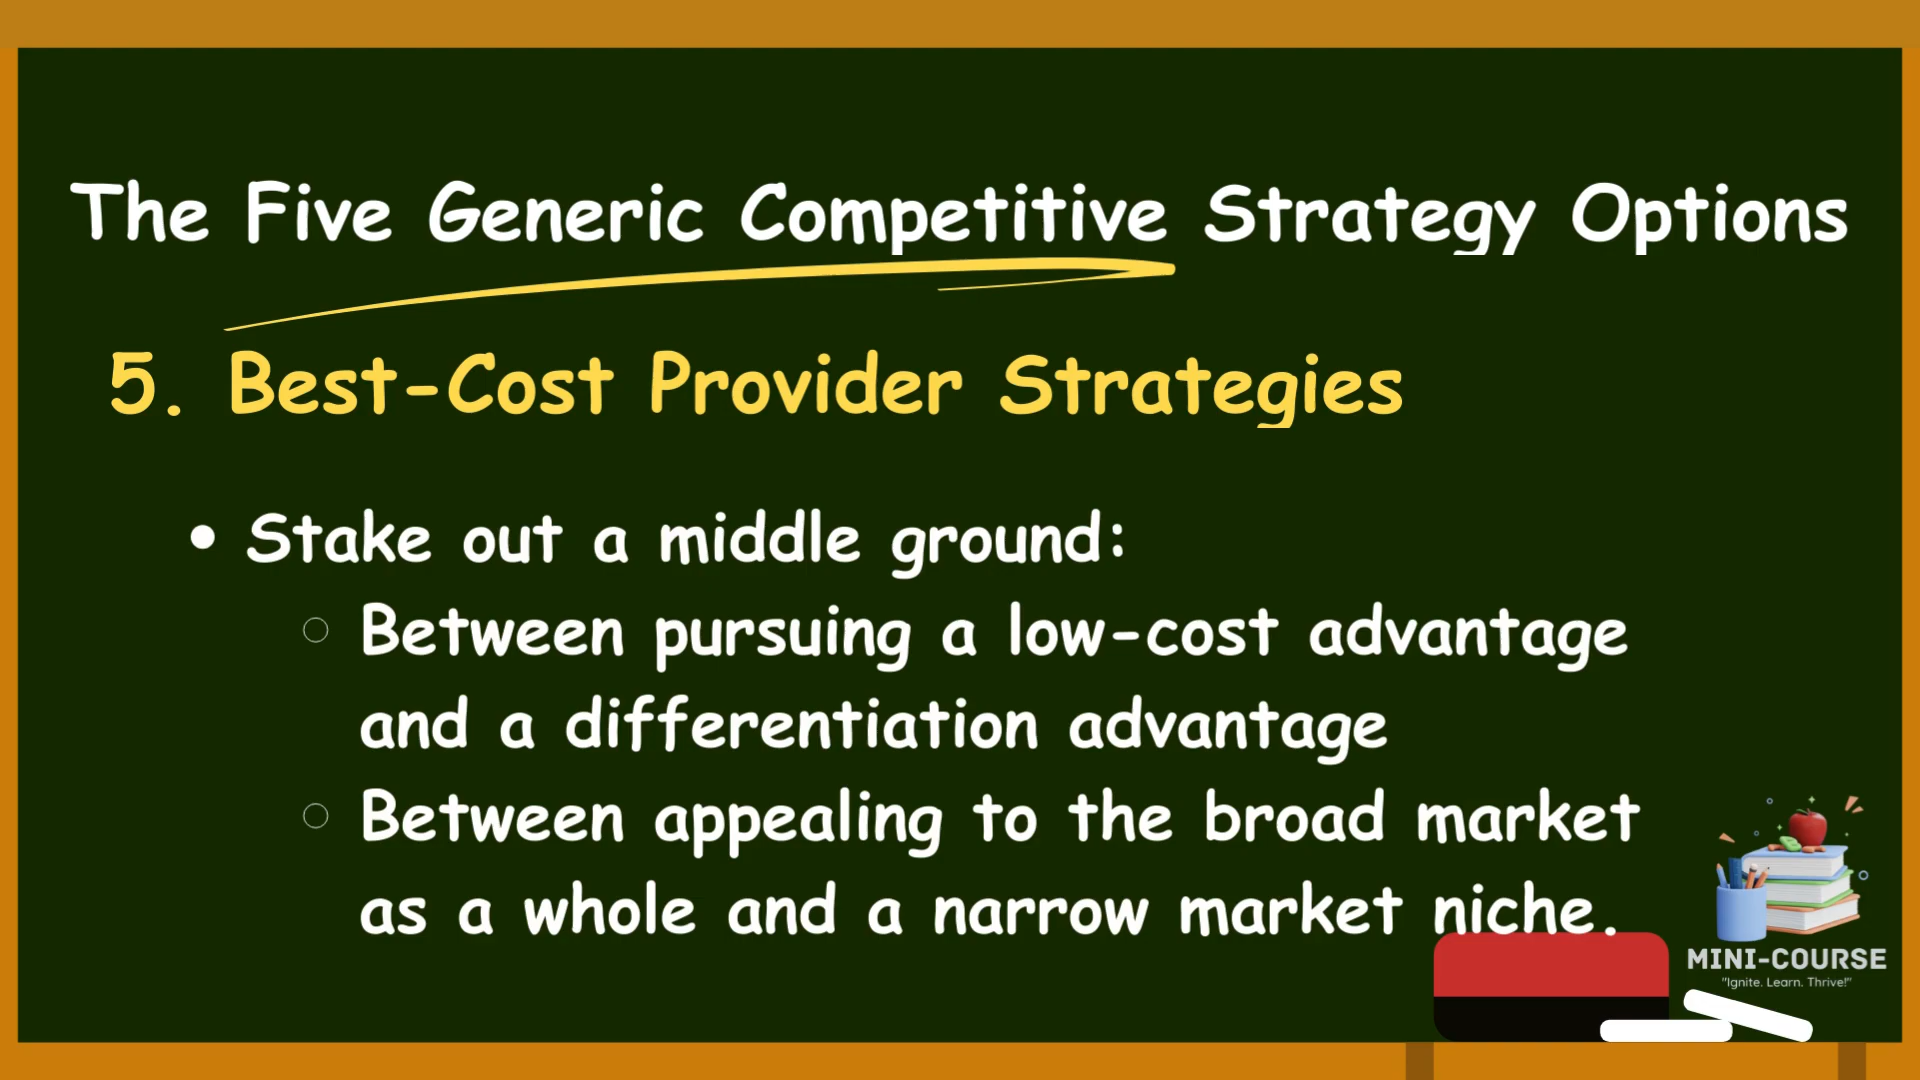 The Five Generic Competitive Strategy Options
5. Best-Cost Provider Strategies
• Stake out a middle ground:
○ Between pursuing a low-cost advantage
and a differentiation advantage
○ Between appealing to the broad market
as a whole and a narrow market niche.
MINI-COURSE
"Ignite. Learn. Thrive!"